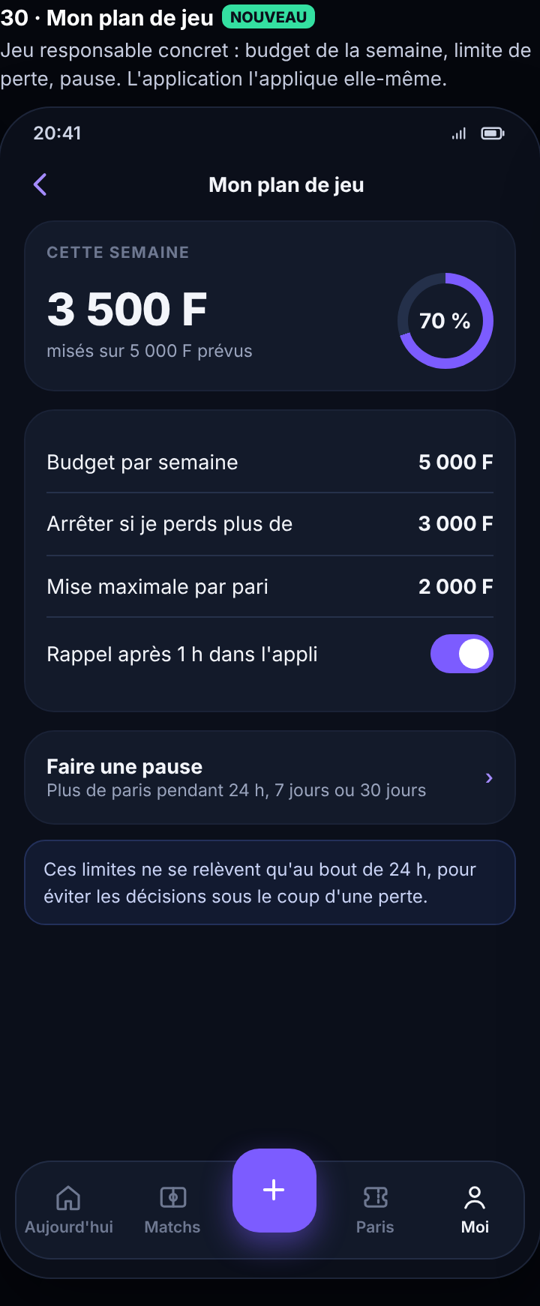 30 · Mon plan de jeu NOUVEAU
Jeu responsable concret : budget de la semaine, limite de
perte, pause. L'application l'applique elle-même.
20:41
Mon plan de jeu
CETTE SEMAINE
3 500 F
70 %
misés sur 5 000 F prévus
Budget par semaine 5 000 F
Arrêter si je perds plus de 3 000 F
Mise maximale par pari 2 000 F
Rappel après 1 h dans l'appli
Faire une pause
Plus de paris pendant 24 h, 7 jours ou 30 jours
Ces limites ne se relèvent qu'au bout de 24 h, pour
éviter les décisions sous le coup d'une perte.
Aujourd'hui Matchs Paris Moi